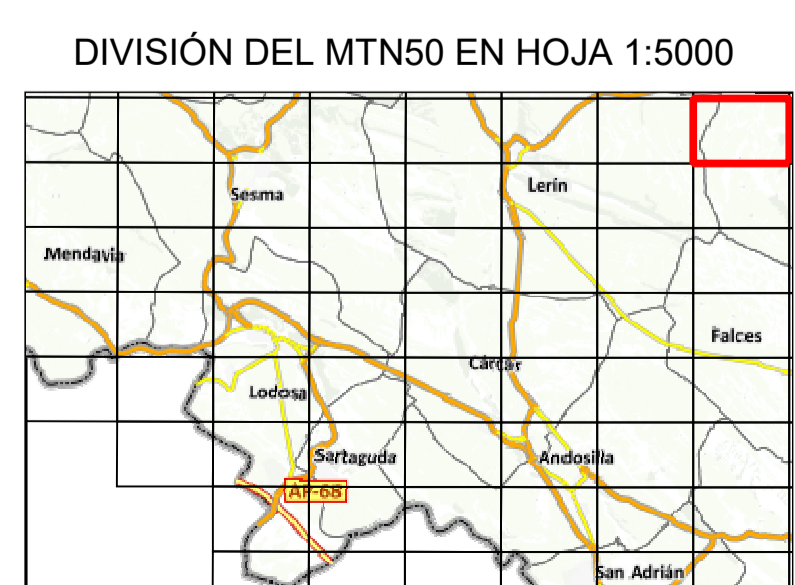 DIVISIÓN DEL MTN50 EN HOJA 1:5000
Lerín
Sesma
Mendavia
Falces
Cárcar
Lodosa
Sartaguda
Andosilla
AP-68
San Adrián